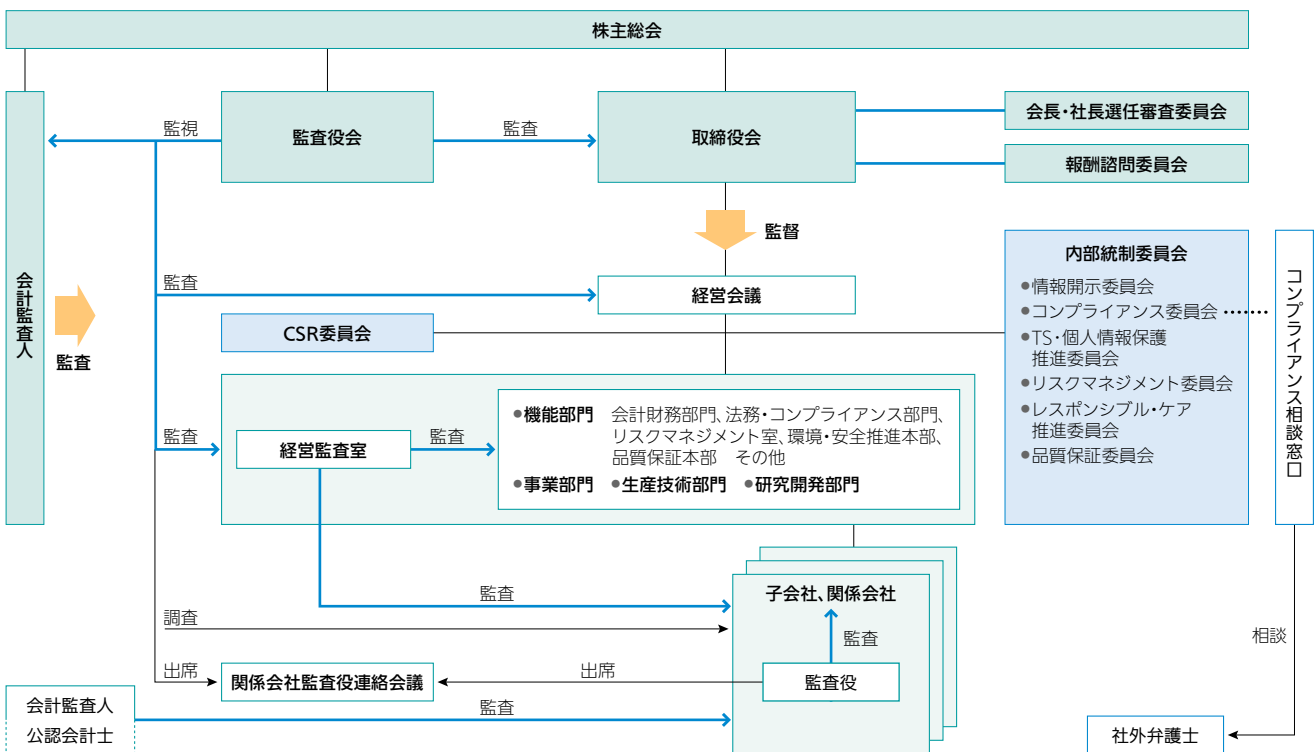 株主総会
監視
監査役会
監査
取締役会
会長・社長選任審査委員会
報酬諮問委員会
監督
会計監査人
監査
監査
経営会議
CSR委員会
内部統制委員会
●情報開示委員会
●コンプライアンス委員会
●TS・個人情報保護
推進委員会
●リスクマネジメント委員会
●レスポンシブル・ケア
推進委員会
●品質保証委員会
コンプライアンス相談窓口
監査
経営監査室
監査
●機能部門 会計財務部門、法務・コンプライアンス部門、
リスクマネジメント室、環境・安全推進本部、
品質保証本部 その他
●事業部門 ●生産技術部門 ●研究開発部門
子会社、関係会社
監査
調査
監査
相談
出席
関係会社監査役連絡会議
出席
監査役
会計監査人
公認会計士
監査
社外弁護士